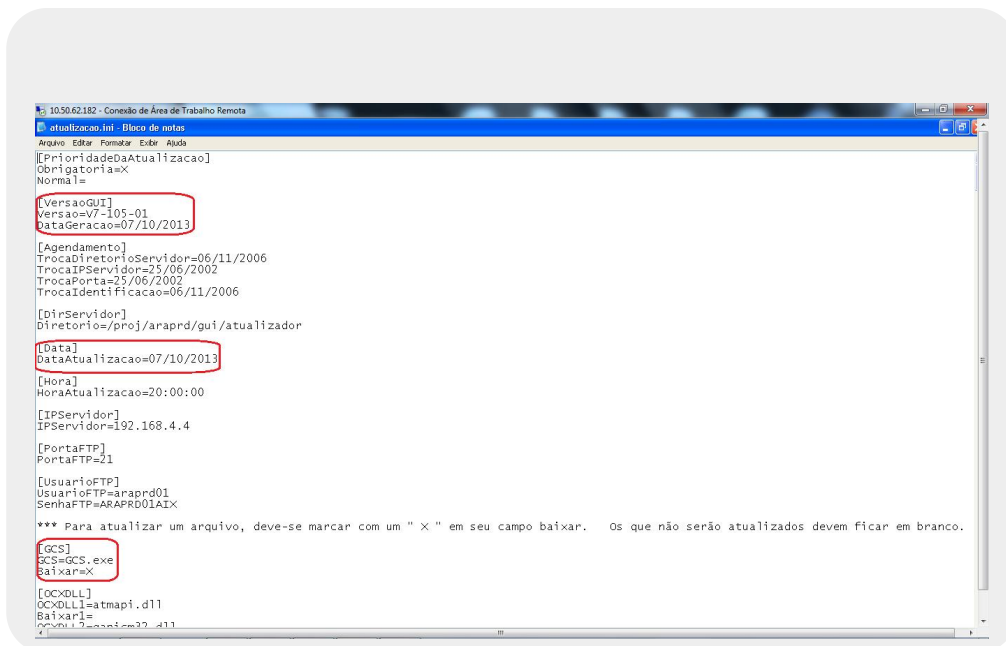 10.50.62.182 - Conexão de Área de Trabalho Remota
atualizacao.ini - Bloco de notas
Arquivo Editar Formatar Exibir Ajuda
[PrioridadeDaAtualizacao]
Obrigatoria=X
Normal=
[VersaoGUI]
Versao=V7-105-01
DataGeracao=07/10/2013
[Agendamento]
TrocaDiretorioServidor=06/11/2006
TrocaIPServidor=25/06/2002
TrocaPorta=25/06/2002
TrocaIdentificacao=06/11/2006
[DirServidor]
Diretorio=/proj/araprd/gui/atualizador
[Data]
DataAtualizacao=07/10/2013
[Hora]
HoraAtualizacao=20:00:00
[IPServidor]
IPServidor=192.168.4.4
[PortaFTP]
PortaFTP=21
[UsuarioFTP]
UsuarioFTP=araprd01
SenhaFTP=ARAPRD01AIX
*** Para atualizar um arquivo, deve-se marcar com um " X " em seu campo baixar. Os que não serão atualizados devem ficar em branco.
[GCS]
GCS=GCS.exe
Baixar=X
[OCXDLL]
OCXDLL1=atmapi.dll
Baixar1=